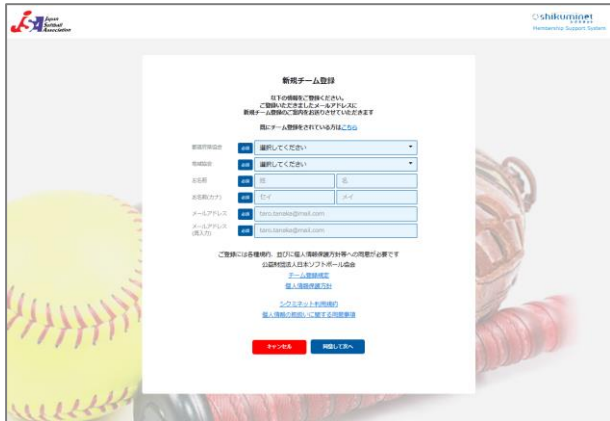 Japan
Softball
Association
shikuminet
Membership Support System
新規チーム登録
以下の情報をご登録ください。
ご登録いただきましたメールアドレスに
新規チーム登録のご案内をお送りさせていただきます
既にチーム登録をされている方はこちら
都道府県協会 必須 選択してください
地域協会 必須 選択してください
お名前 必須 姓 名
お名前(カナ) 必須 セイ メイ
メールアドレス 必須 taro.tanaka@mail.com
メールアドレス
(再入力) 必須 taro.tanaka@mail.com
ご登録には各種規約、並びに個人情報保護方針等への同意が必要です
公益財団法人日本ソフトボール協会
チーム登録規定
個人情報保護方針
シクミネット利用規約
個人情報の取扱いに関する同意事項
キャンセル 同意して次へ